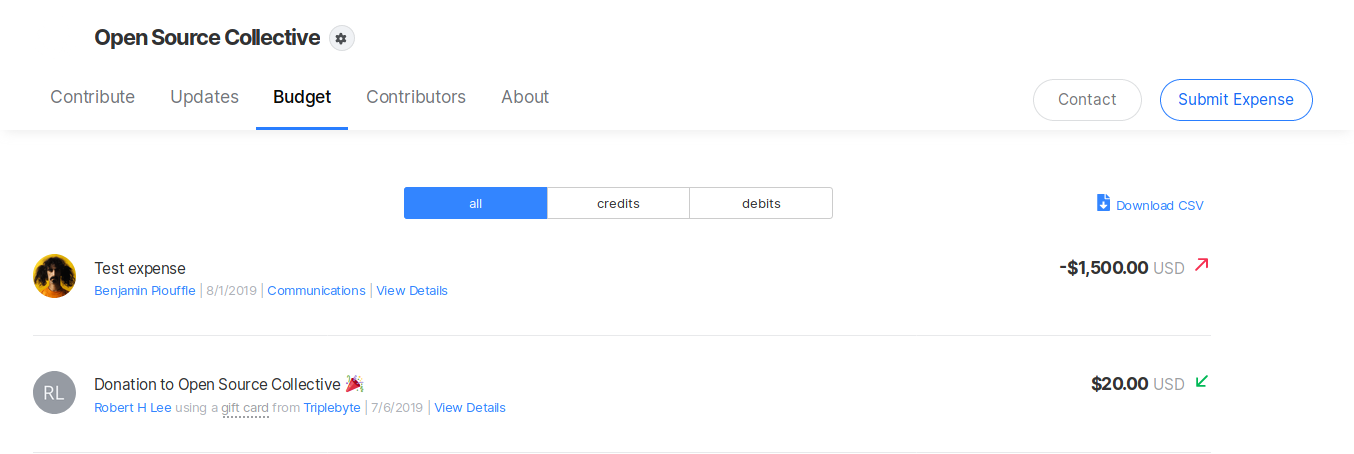 Open Source Collective
Contribute Updates Budget Contributors About Contact Submit Expense
all credits debits Download CSV
Test expense -$1,500.00 USD
Benjamin Piouffle | 8/1/2019 | Communications | View Details
RL Donation to Open Source Collective 🎉 $20.00 USD
Robert H Lee using a gift card from Triplebyte | 7/6/2019 | View Details